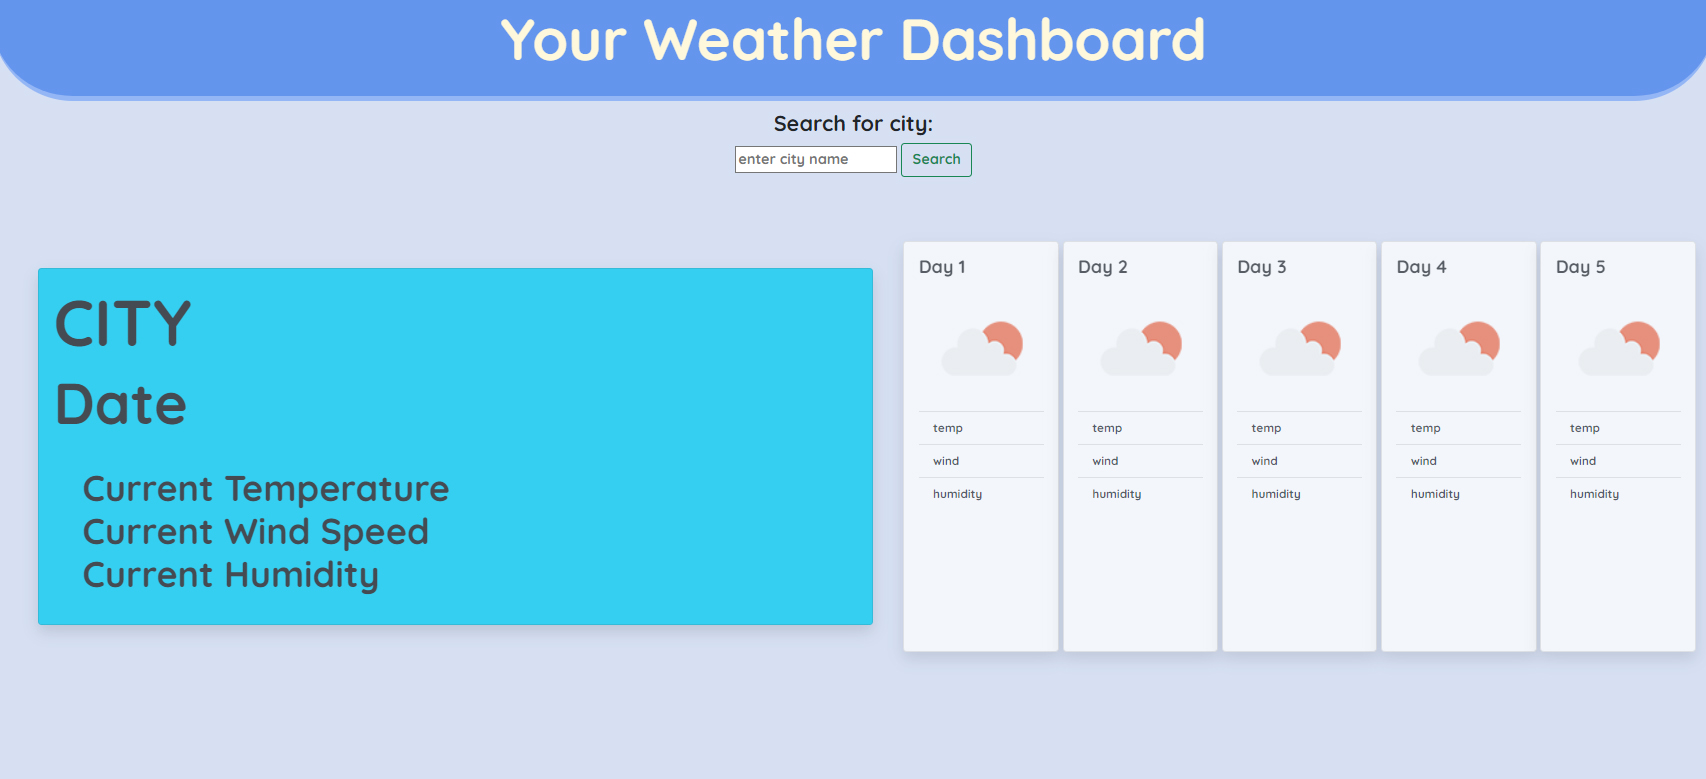 Your Weather Dashboard
Search for city:
enter city name Search
CITY
Date
Current Temperature
Current Wind Speed
Current Humidity
Day 1
temp
wind
humidity
Day 2
temp
wind
humidity
Day 3
temp
wind
humidity
Day 4
temp
wind
humidity
Day 5
temp
wind
humidity